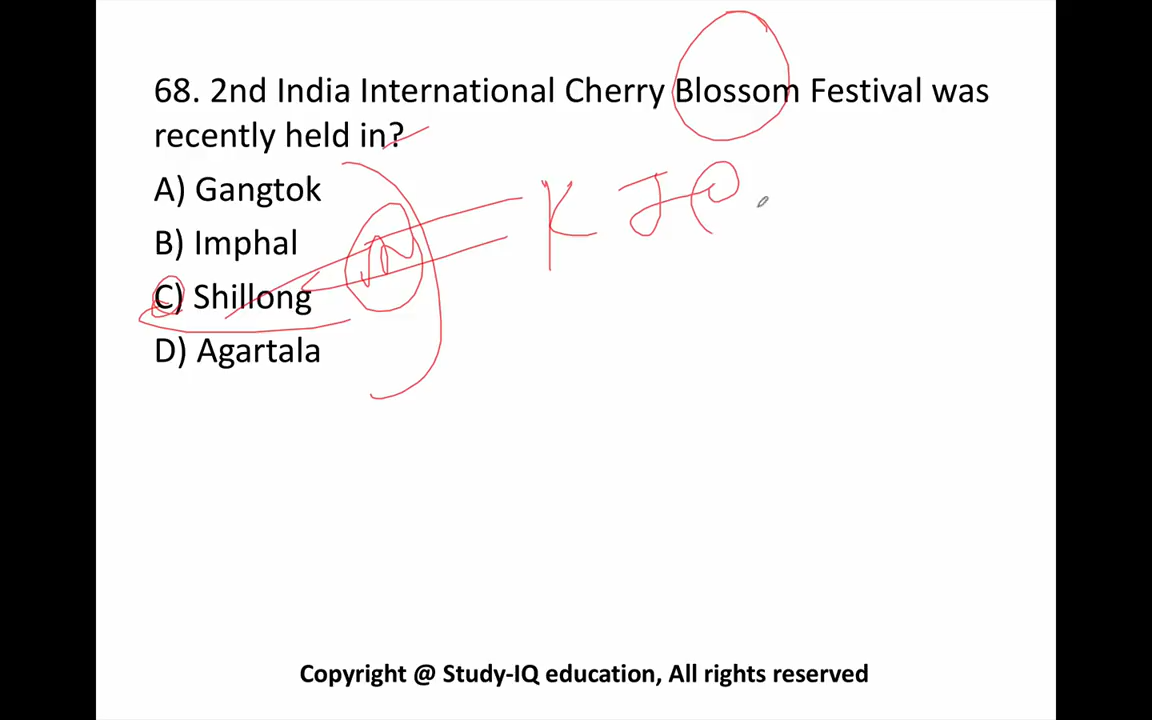 68. 2nd India International Cherry Blossom Festival was
recently held in?
A) Gangtok
B) Imphal
C) Shillong
D) Agartala
K J
Copyright @ Study-IQ education, All rights reserved